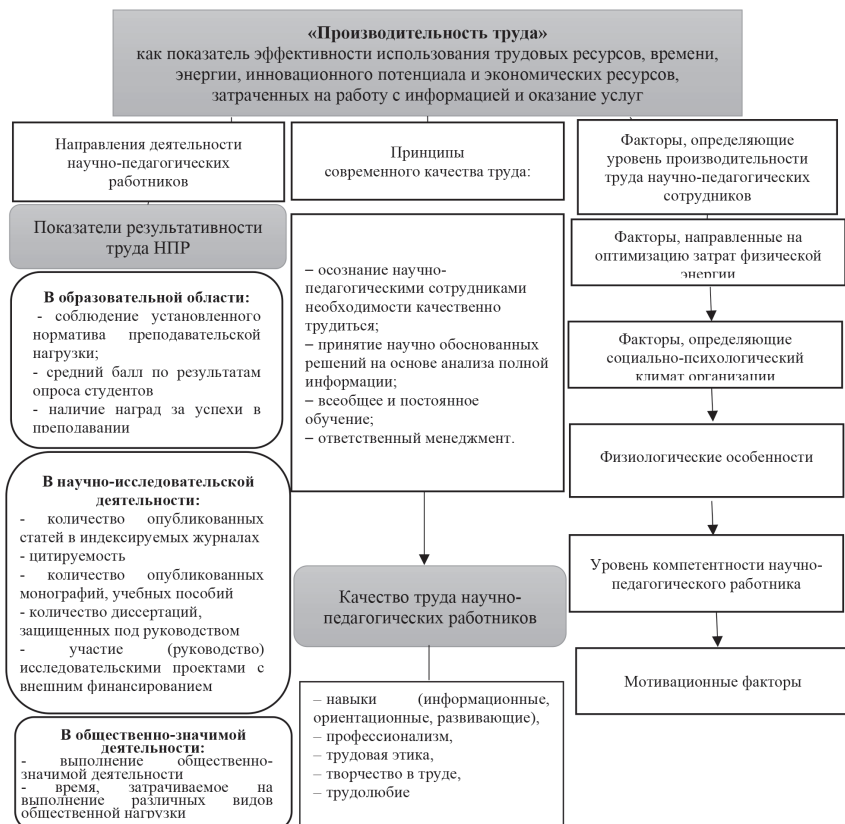 «Производительность труда»
как показатель эффективности использования трудовых ресурсов, времени,
энергии, инновационного потенциала и экономических ресурсов,
затраченных на работу с информацией и оказание услуг
Направления деятельности
научно-педагогических
работников
Показатели результативности
труда НПР
В образовательной области:
- соблюдение установленного
норматива преподавательской
нагрузки;
- средний балл по результатам
опроса студентов
- наличие наград за успехи в
преподавании
В научно-исследовательской
деятельности:
- количество опубликованных
статей в индексируемых журналах
- цитируемость
- количество опубликованных
монографий, учебных пособий
- количество диссертаций,
защищенных под руководством
- участие (руководство)
исследовательскими проектами с
внешним финансированием
В общественно-значимой
деятельности:
- выполнение общественно-
значимой деятельности
- время, затрачиваемое на
выполнение различных видов
общественной нагрузки
Принципы
современного качества труда:
– осознание научно-
педагогическими сотрудниками
необходимости качественно
трудиться;
– принятие научно обоснованных
решений на основе анализа полной
информации;
– всеобщее и постоянное
обучение;
– ответственный менеджмент.
Качество труда научно-
педагогических работников
– навыки (информационные,
ориентационные, развивающие),
– профессионализм,
– трудовая этика,
– творчество в труде,
– трудолюбие
Факторы, определяющие
уровень производительности
труда научно-педагогических
сотрудников
Факторы, направленные на
оптимизацию затрат физической
энергии
Факторы, определяющие
социально-психологический
климат организации
Физиологические особенности
Уровень компетентности научно-
педагогического работника
Мотивационные факторы